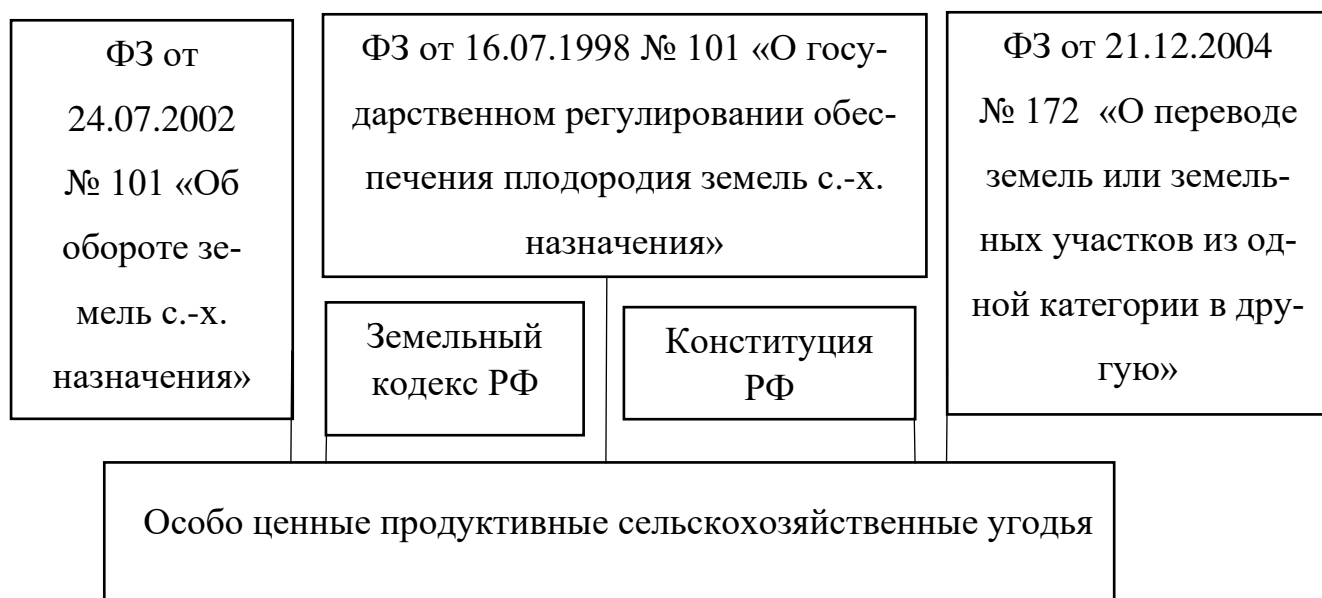 ФЗ от
24.07.2002
№ 101 «Об
обороте зе-
мель с.-х.
назначения»
ФЗ от 16.07.1998 № 101 «О госу-
дарственном регулировании обес-
печения плодородия земель с.-х.
назначения»
ФЗ от 21.12.2004
№ 172 «О переводе
земель или земель-
ных участков из од-
ной категории в дру-
гую»
Земельный
кодекс РФ
Конституция
РФ
Особо ценные продуктивные сельскохозяйственные угодья